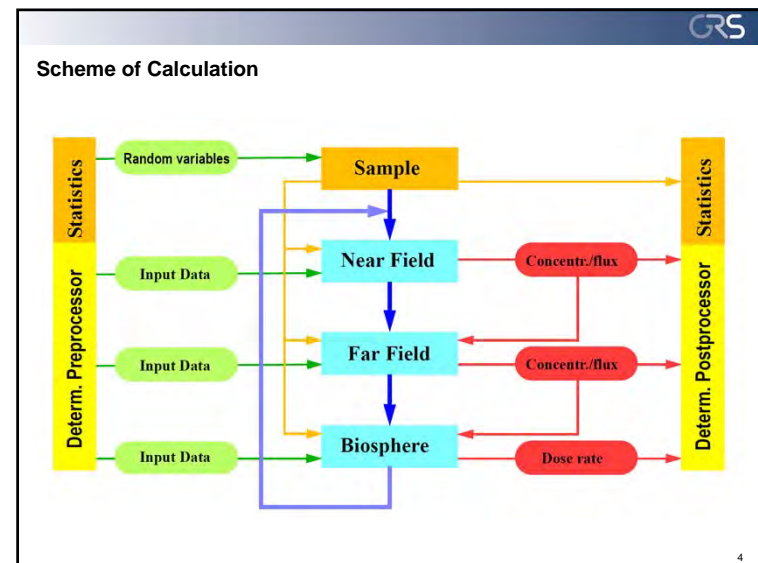 GRS
Scheme of Calculation
Statistics
Random variables
Sample
Statistics
Determ. Preprocessor
Input Data
Near Field
Concentr./flux
Determ. Postprocessor
Input Data
Far Field
Concentr./flux
Input Data
Biosphere
Dose rate
4